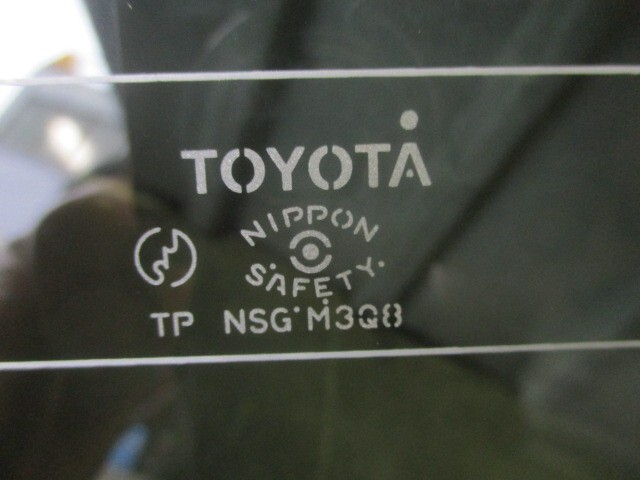 TOYOTA
NIPPON
SAFETY
TP NSG M3Q8